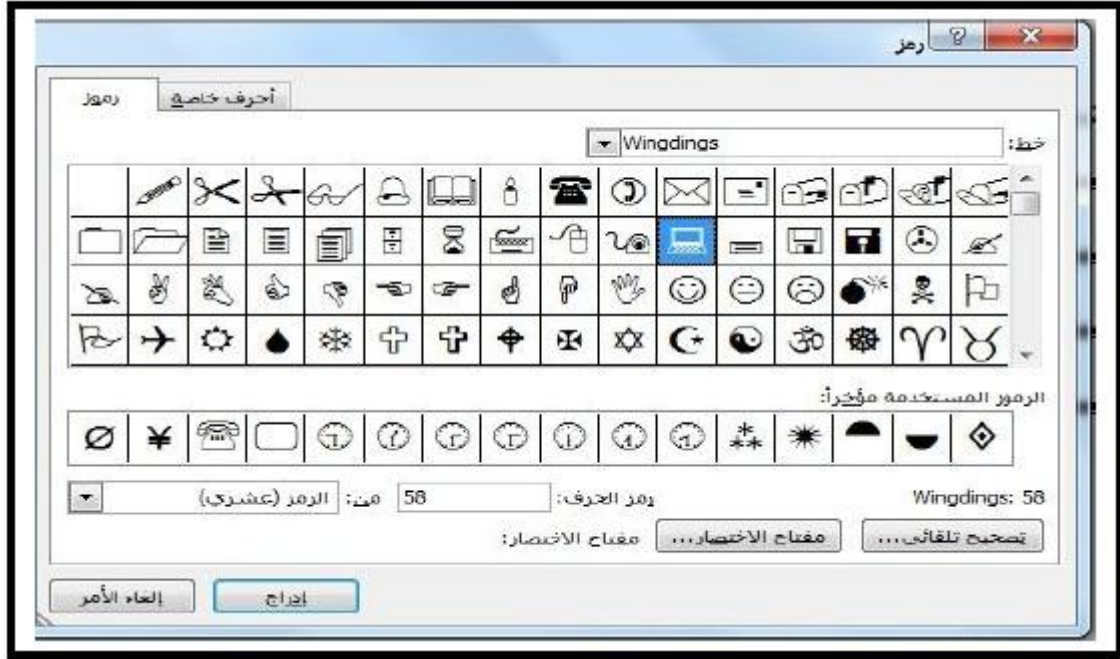 رمز
رموز
أحرف خاصة
خط: Wingdings
الرموز المستخدمة مؤخراً:
Wingdings: 58
رمز الحرف: 58 من: الرمز (عشري)
تصحيح تلقائي... مفتاح الاختصار... مفتاح الاختصار:
إدراج إلغاء الأمر